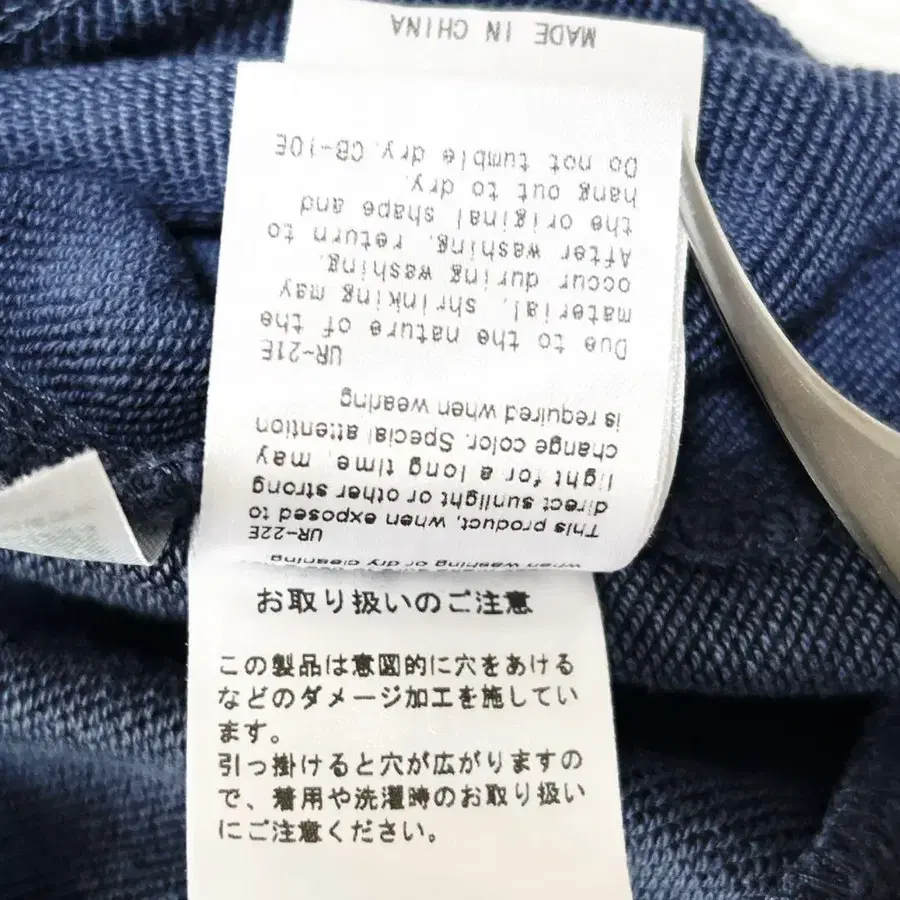 when washing or dry cleaning
UR-22E
This product, when exposed to
direct sunlight or other strong
light for a long time, may
change color. Special attention
is required when wearing
UR-21E
Due to the nature of the
material, shrinking may
occur during washing.
After washing, return to
the original shape and
hang out to dry.
Do not tumble dry. CB-10E
MADE IN CHINA
お取り扱いのご注意
この製品は意図的に穴をあける
などのダメージ加工を施してい
ます。
引っ掛けると穴が広がりますの
で、着用や洗濯時のお取り扱い
にご注意ください。